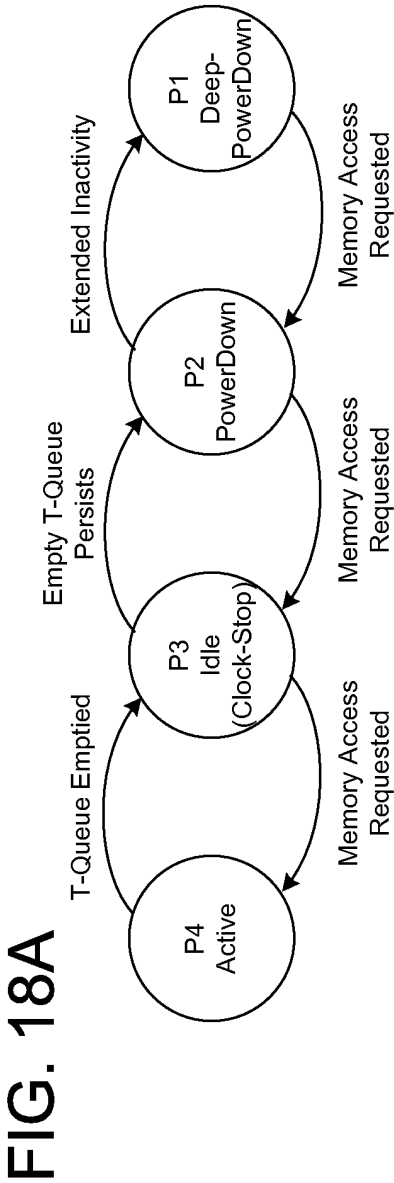 FIG. 18A
T-Queue Emptied
Empty T-Queue
Persists
Extended Inactivity
P4
Active
P3
Idle
(Clock-Stop)
P2
PowerDown
P1
Deep-
PowerDown
Memory Access
Requested
Memory Access
Requested
Memory Access
Requested